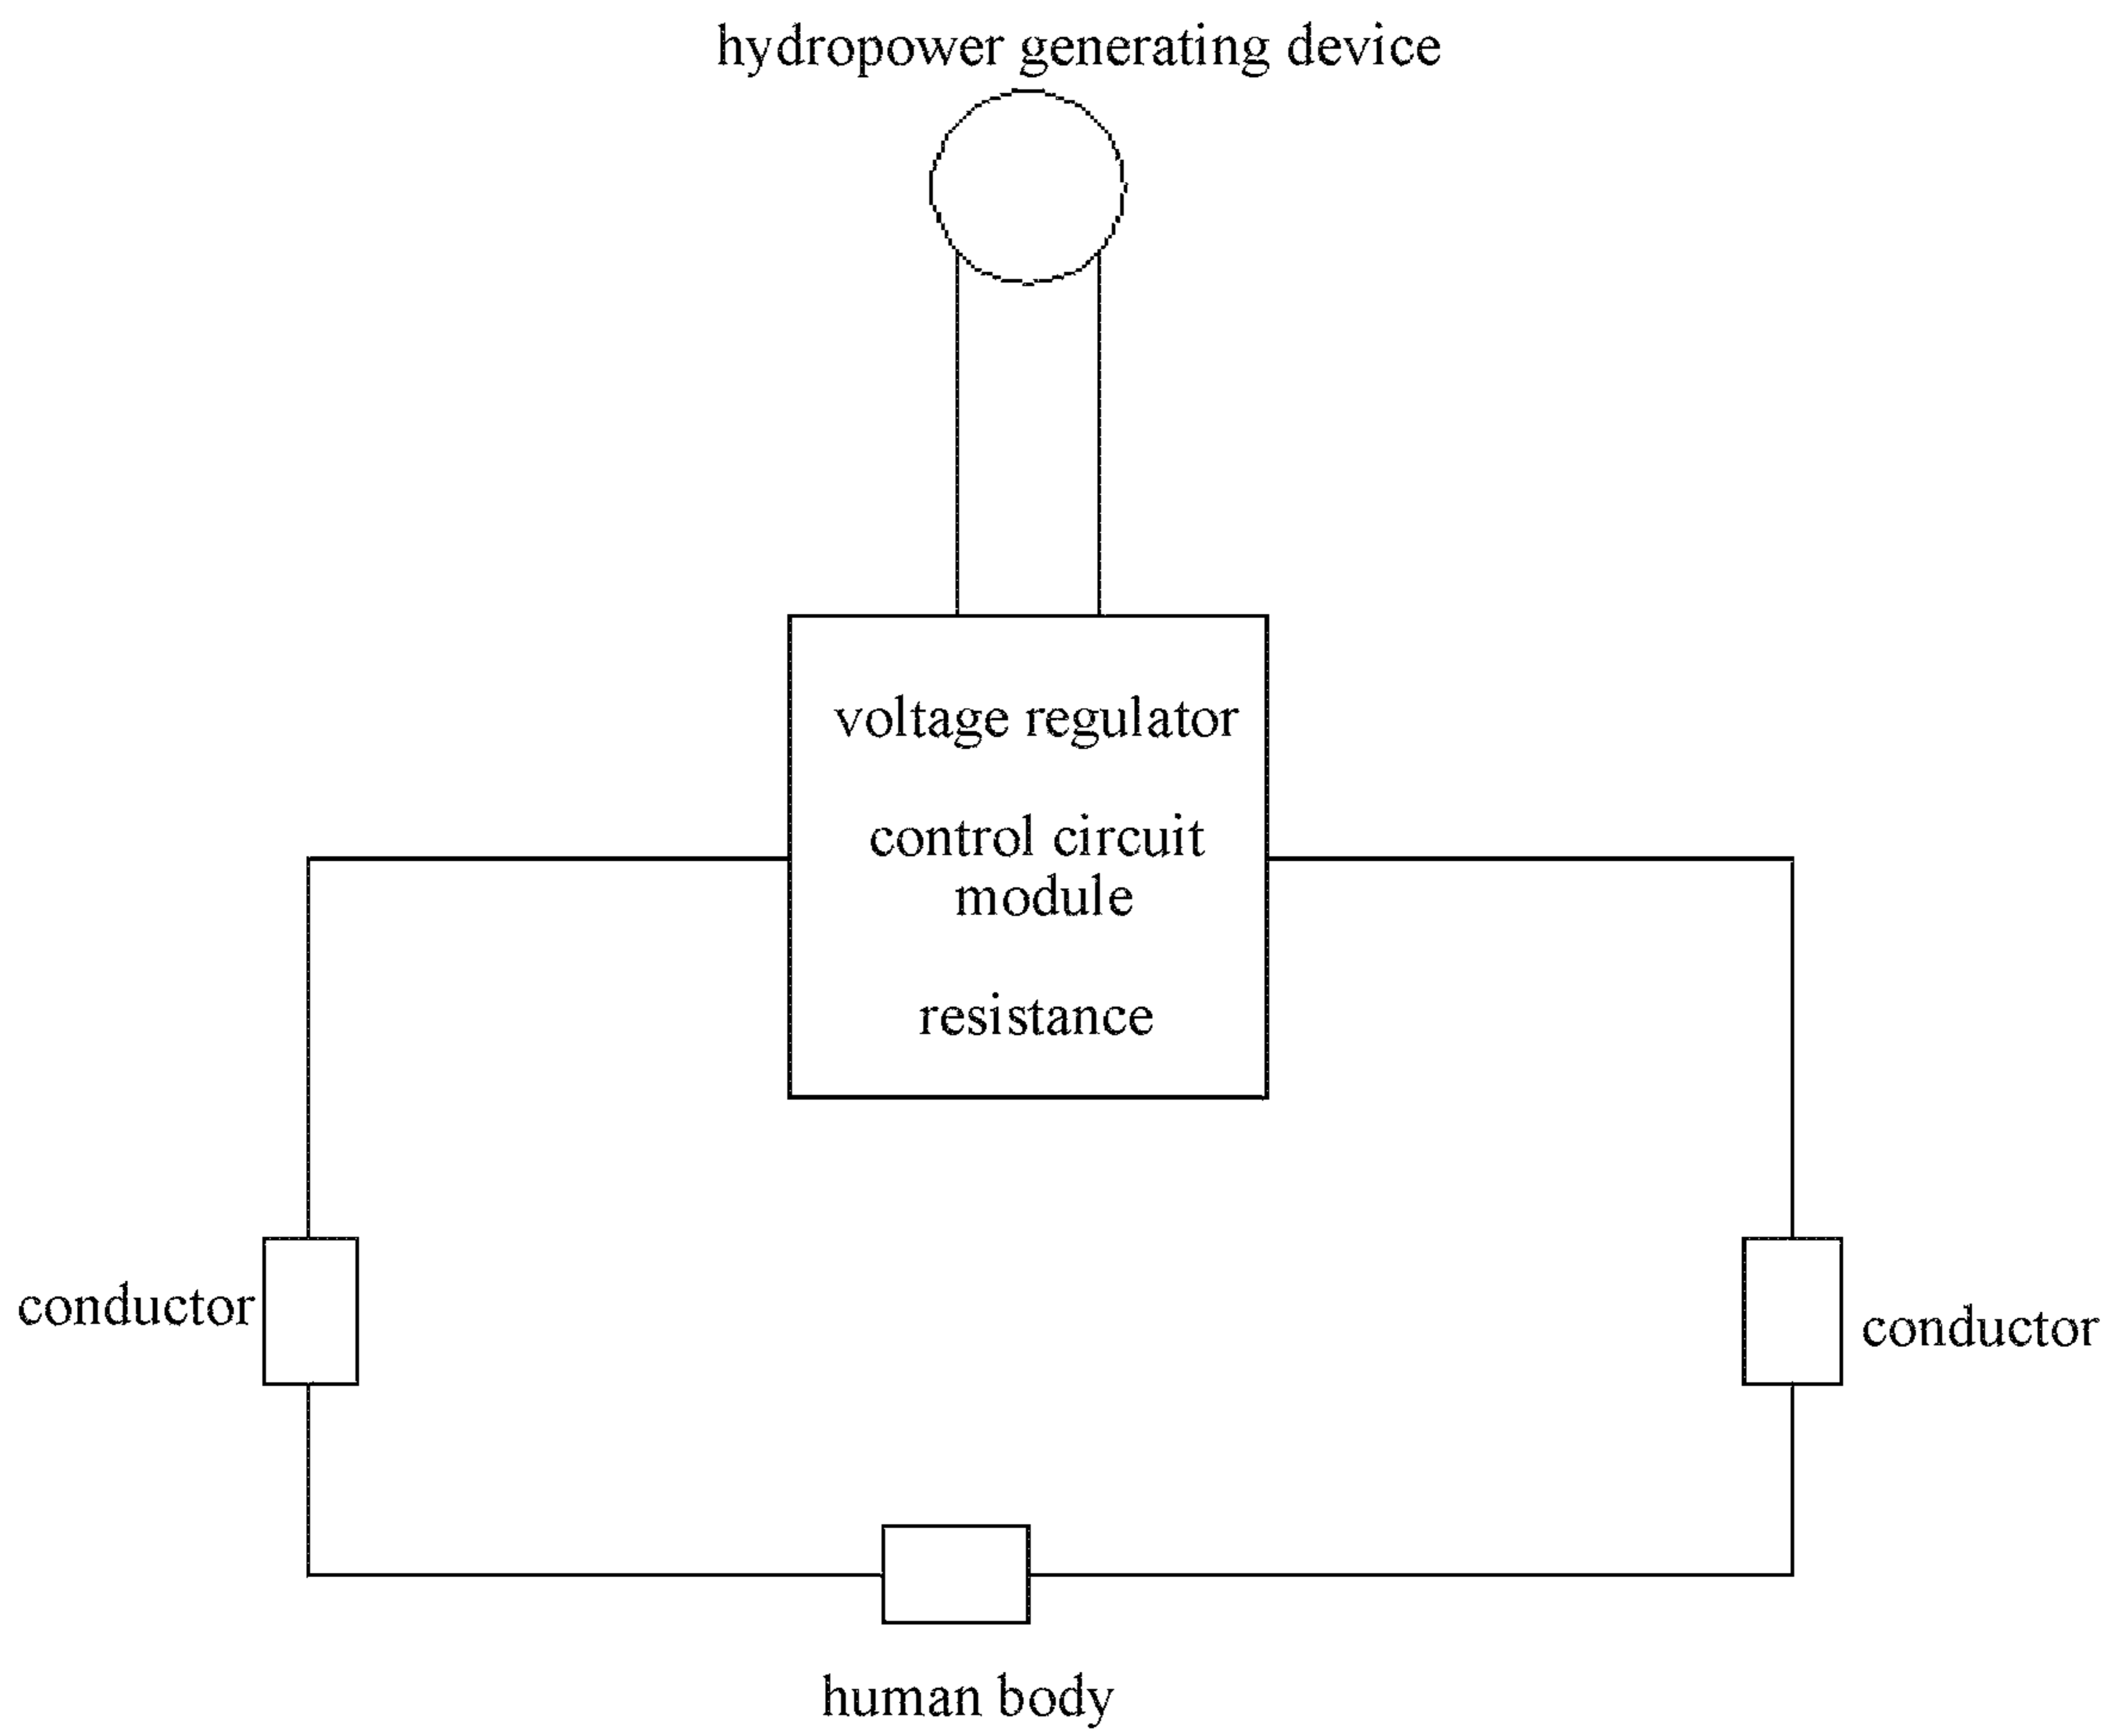 hydropower generating device
voltage regulator
control circuit
module
resistance
conductor
conductor
human body